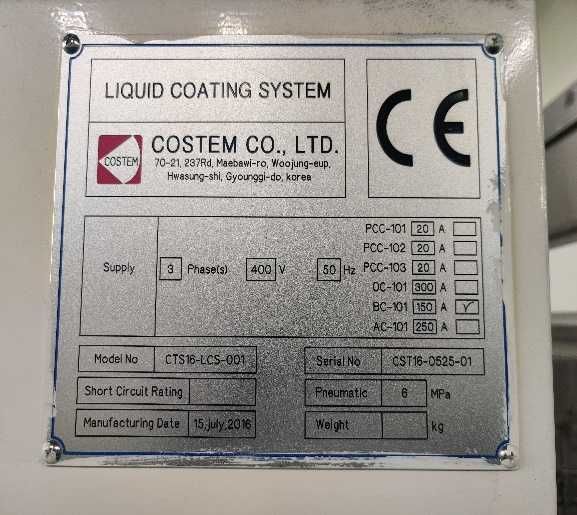 LIQUID COATING SYSTEM
CE
COSTEM
COSTEM CO., LTD.
70-21, 237Rd, Maebawi-ro, Woojung-eup,
Hwasung-shi, Gyounggi-do, korea
Supply 3 Phase(s) 400 V 50 Hz
PCC-101 20 A
PCC-102 20 A
PCC-103 20 A
OC-101 300 A
BC-101 150 A √
AC-101 250 A
Model No CTS16-LCS-001
Serial No CST16-0525-01
Short Circuit Rating
Pneumatic 6 MPa
Manufacturing Date 15,july,2016
Weight kg